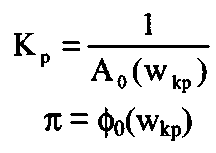 K_p = 1 / A_0(w_kp)
π = ϕ_0(w_kp)